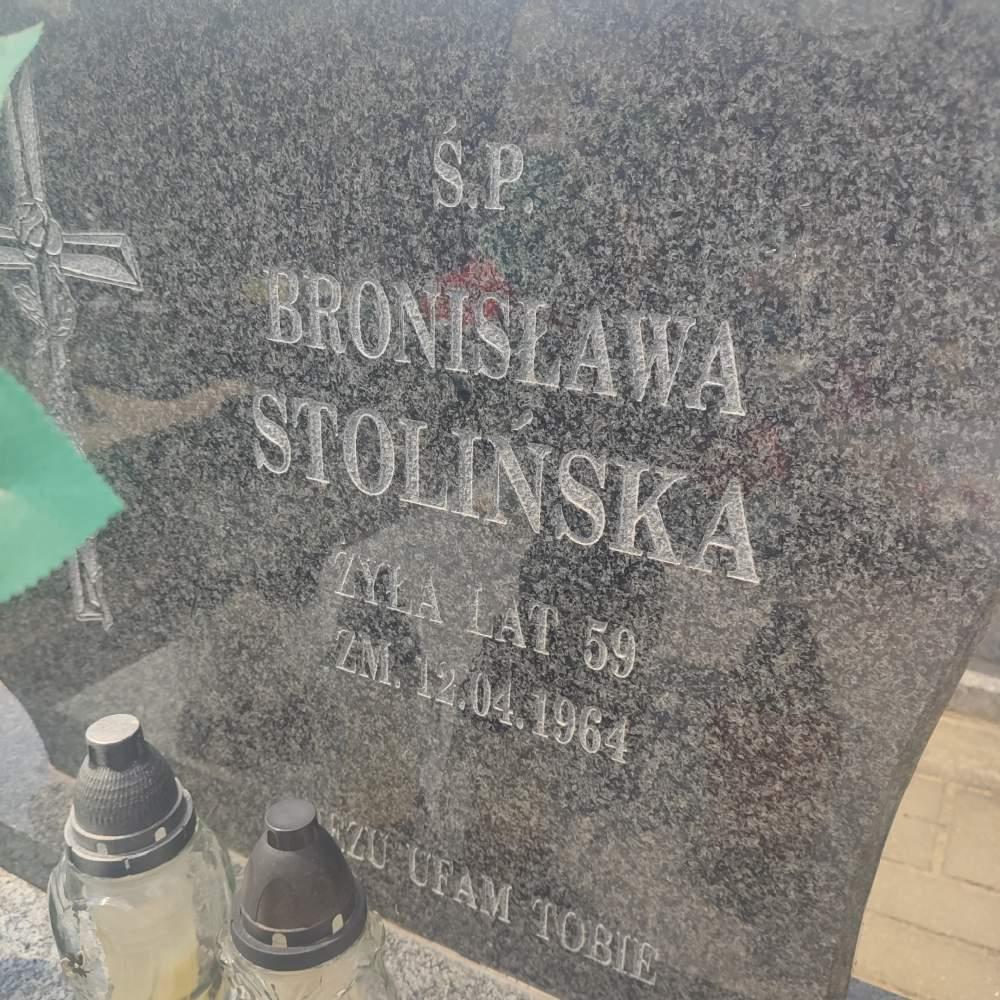 Ś.P.
BRONISŁAWA
STOLIŃSKA
ŻYŁA LAT 59
ZM. 12.04.1964
UFAM TOBIE